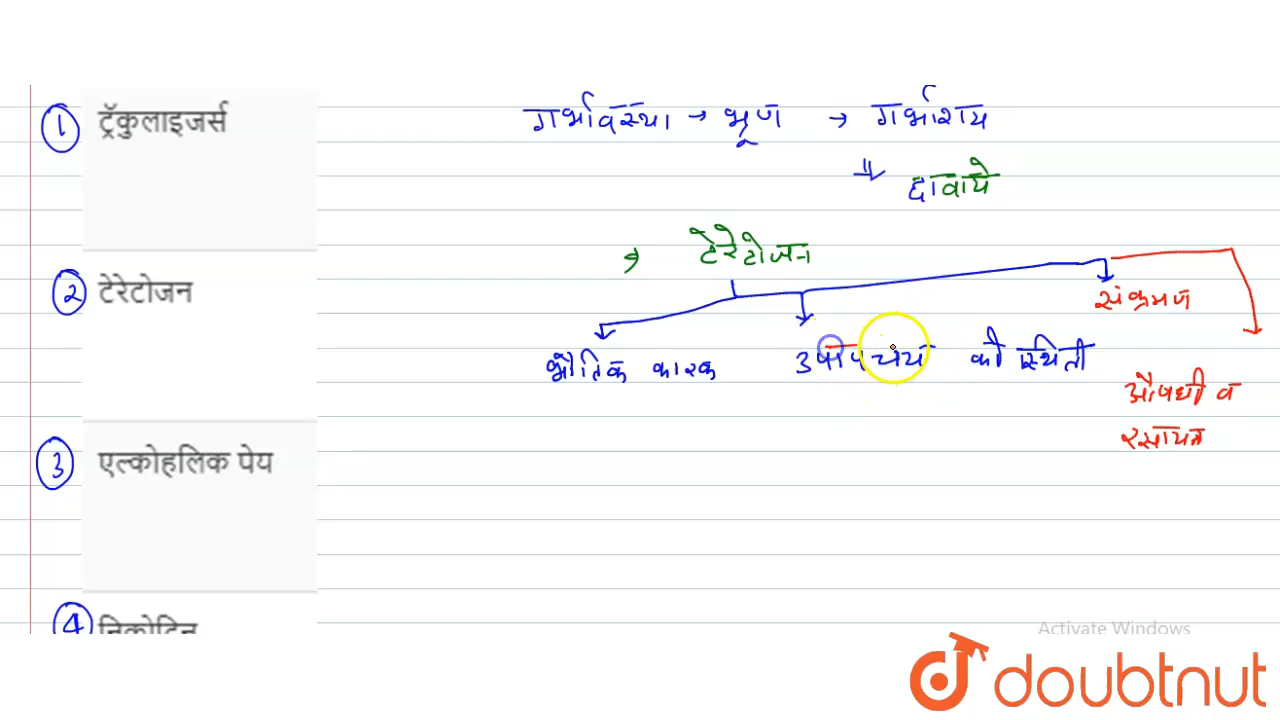 1 ट्रॅकुलाइजर्स
गर्भावस्था → भ्रूण → गर्भाशय
दावाये
→ टेरेटोजन
2 टेरेटोजन
संक्रमण
भौतिक कारक उपापचय की स्थिती
औषधी व
रसायन
3 एल्कोहलिक पेय
4 निकोटिन
Activate Windows
doubtnut